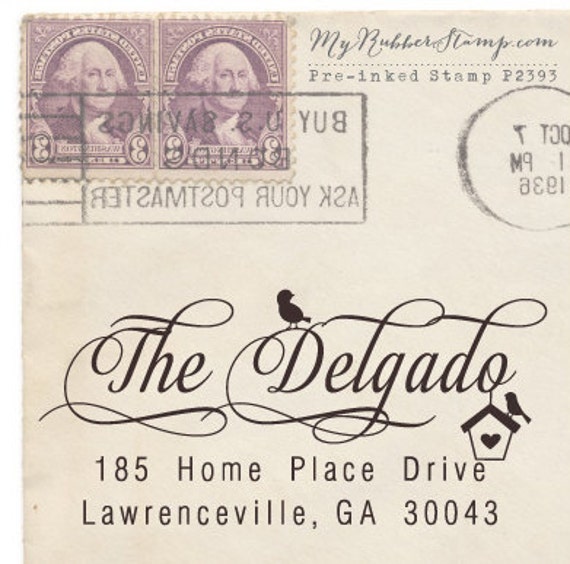 MyRubberStamp.com
Pre-inked Stamp P2393
BUY U.S. SAVINGS
BONDS
ASK YOUR POSTMASTER
OCT 7
1 PM
1936
The Delgado
185 Home Place Drive
Lawrenceville, GA 30043